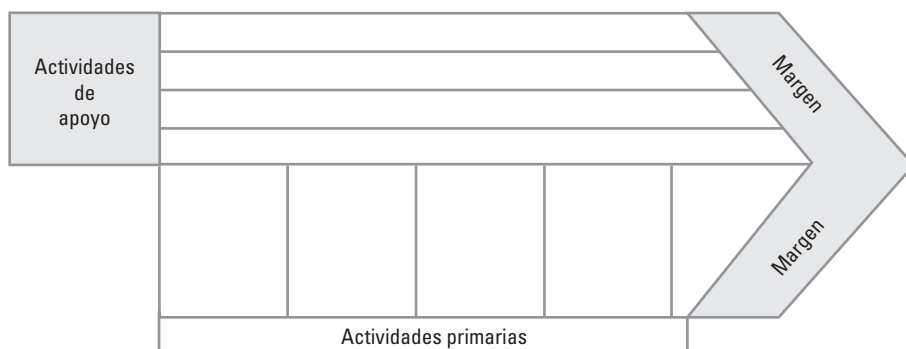 Actividades
de
apoyo
Margen
Margen
Actividades primarias